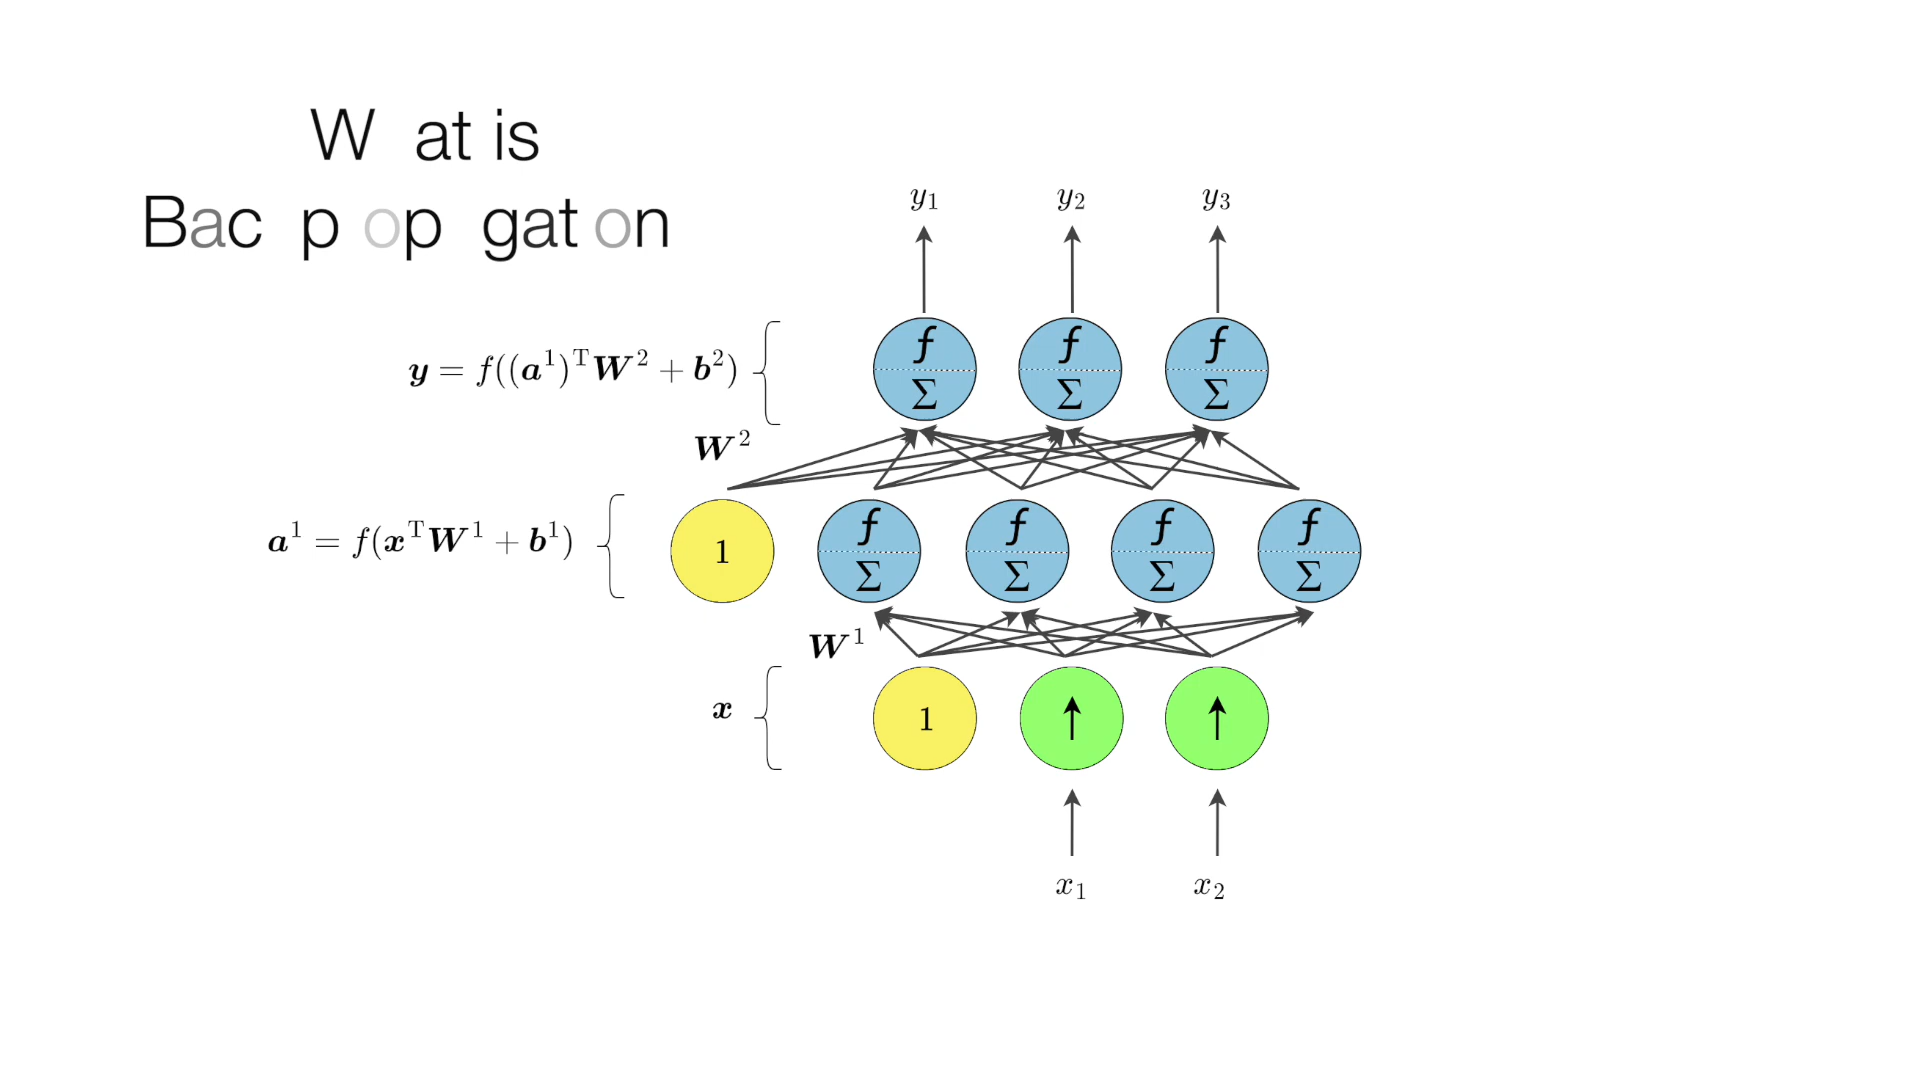 W at is
Bac p op gat on
y₁ y₂ y₃
f f f
Σ Σ Σ
y = f((a¹)ᵀW² + b²)
W²
f f f f
a¹ = f(xᵀW¹ + b¹)
1
Σ Σ Σ Σ
W¹
x
1 ↑ ↑
x₁ x₂